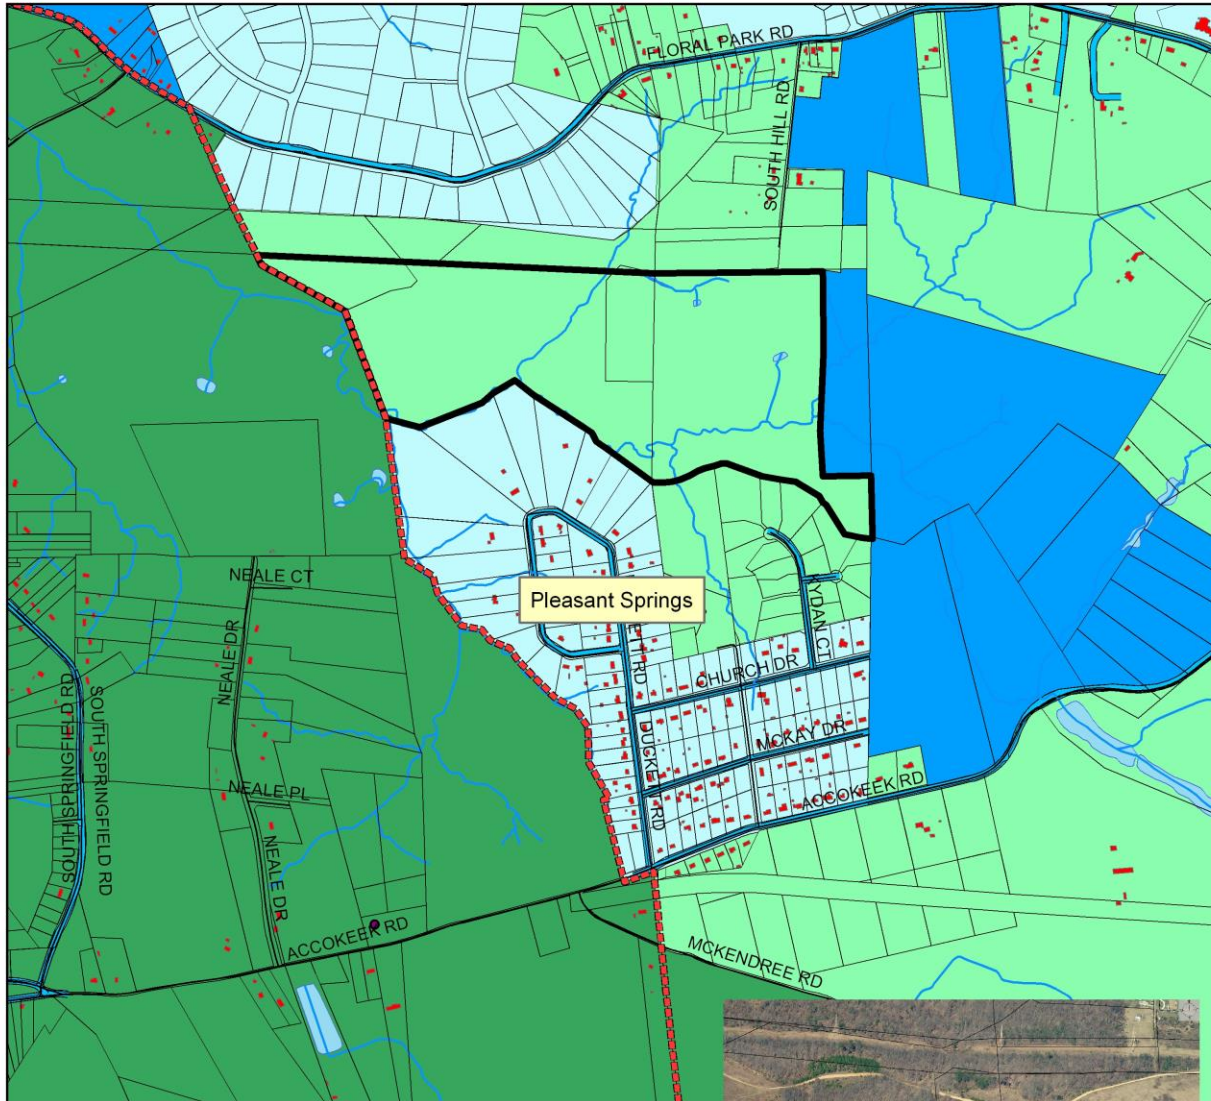 FLORAL PARK RD
SOUTH HILL RD
NEALE CT
Pleasant Springs
NEALE DR
CHURCH DR
DUCKETT RD
MCKAY DR
SOUTH SPRINGFIELD RD
SOUTH SPRINGFIELD RD
NEALE PL
ACCOKEEK RD
NEALE DR
ACCOKEEK RD
MCKENDREE RD